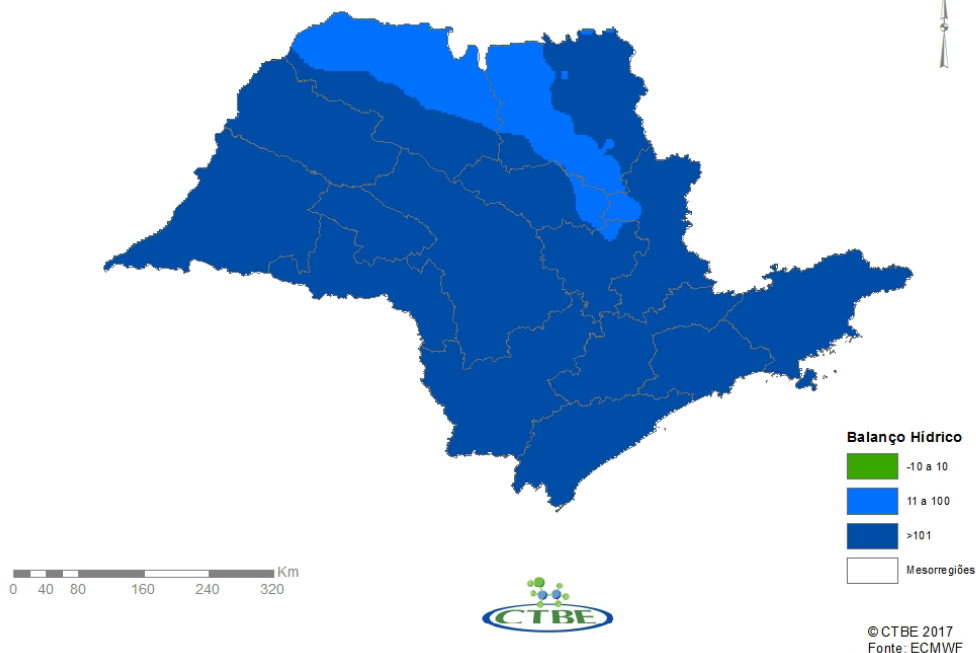 Balanço Hídrico
-10 a 10
11 a 100
>101
Mesorregiões
Km
0 40 80 160 240 320
CTBE
© CTBE 2017
Fonte: ECMWF